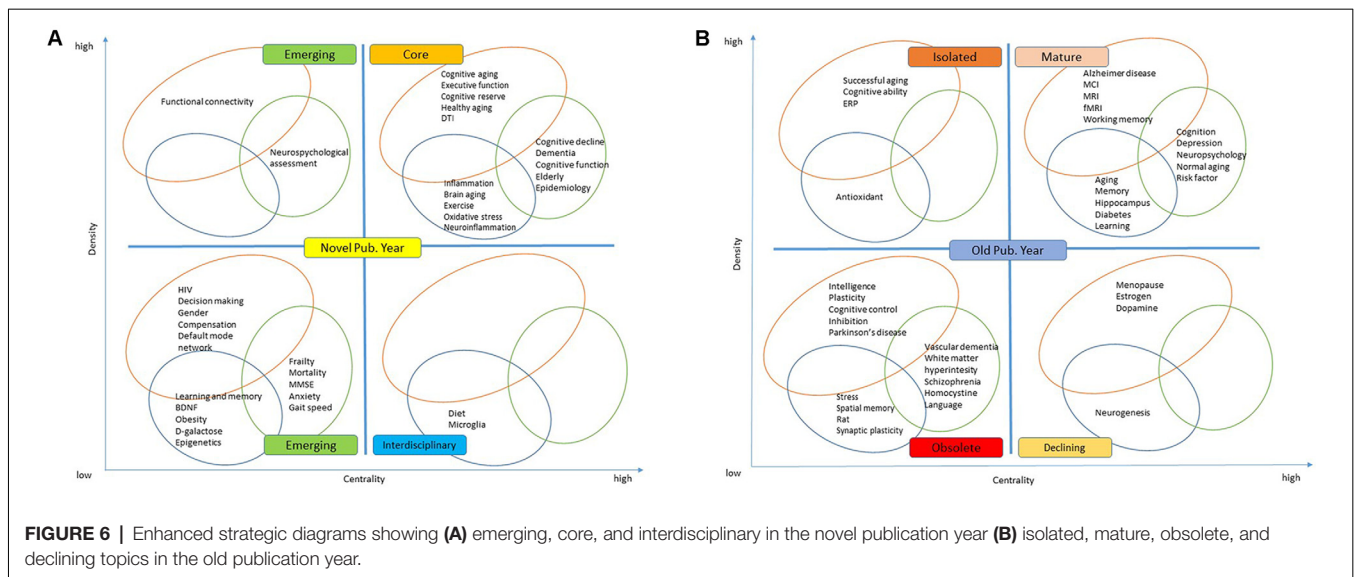 A
high
Emerging
Core
Functional connectivity
Neurospychological
assessment
Cognitive aging
Executive function
Cognitive reserve
Healthy aging
DTI
Cognitive decline
Dementia
Cognitive function
Elderly
Epidemiology
Inflammation
Brain aging
Exercise
Oxidative stress
Neuroinflammation
Density
Novel Pub. Year
HIV
Decision making
Gender
Compensation
Default mode
network
Frailty
Mortality
MMSE
Anxiety
Gait speed
Learning and memory
BDNF
Obesity
D-galactose
Epigenetics
Diet
Microglia
Emerging
Interdisciplinary
low
Centrality
high
B
high
Isolated
Mature
Successful aging
Cognitive ability
ERP
Antioxidant
Alzheimer disease
MCI
MRI
fMRI
Working memory
Cognition
Depression
Neuropsychology
Normal aging
Risk factor
Aging
Memory
Hippocampus
Diabetes
Learning
Density
Old Pub. Year
Intelligence
Plasticity
Cognitive control
Inhibition
Parkinson's disease
Vascular dementia
White matter
hyperintesity
Schizophrenia
Homocystine
Language
Stress
Spatial memory
Rat
Synaptic plasticity
Menopause
Estrogen
Dopamine
Neurogenesis
Obsolete
Declining
low
Centrality
high
FIGURE 6 | Enhanced strategic diagrams showing (A) emerging, core, and interdisciplinary in the novel publication year (B) isolated, mature, obsolete, and
declining topics in the old publication year.